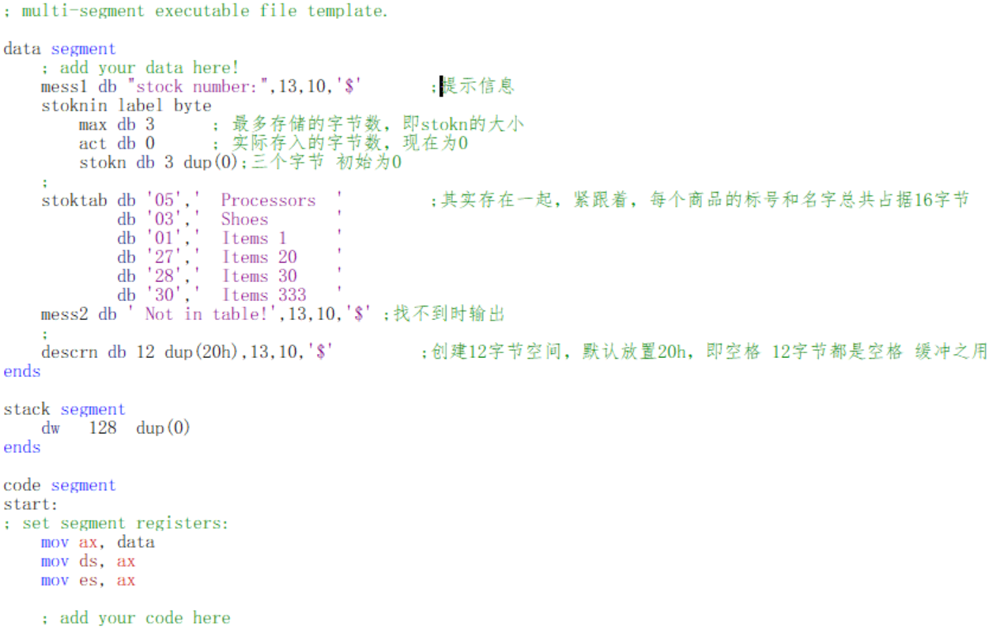 ; multi-segment executable file template.
data segment
    ; add your data here!
    mess1 db "stock number:",13,10,'$'       ;提示信息
    stoknin label byte
        max db 3      ; 最多存储的字节数，即stokn的大小
        act db 0      ; 实际存入的字节数，现在为0
        stokn db 3 dup(0);三个字节 初始为0
    ;
    stoktab db '05','  Processors  '         ;其实存在一起，紧跟着，每个商品的标号和名字总共占据16字节
            db '03','  Shoes       '
            db '01','  Items 1     '
            db '27','  Items 20    '
            db '28','  Items 30    '
            db '30','  Items 333   '
    mess2 db ' Not in table!',13,10,'$' ;找不到时输出
    ;
    descrn db 12 dup(20h),13,10,'$'         ;创建12字节空间，默认放置20h，即空格 12字节都是空格 缓冲之用
ends
stack segment
    dw   128  dup(0)
ends
code segment
start:
; set segment registers:
    mov ax, data
    mov ds, ax
    mov es, ax
    ; add your code here